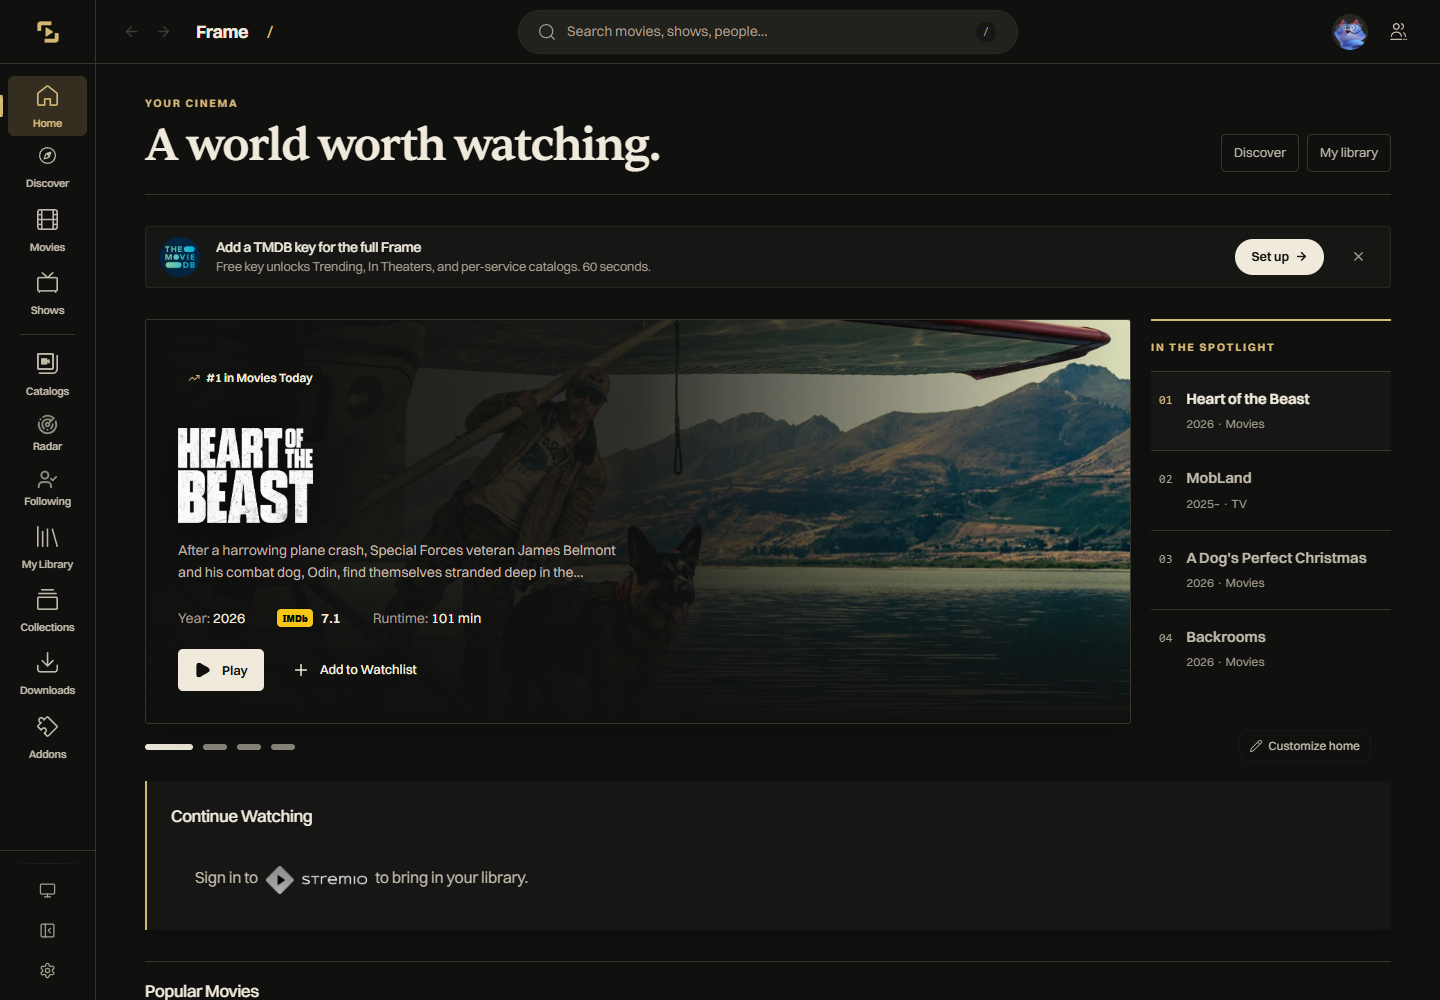 Frame /
Search movies, shows, people...
/
Home
Discover
Movies
Shows
Catalogs
Radar
Following
My Library
Collections
Downloads
Addons
YOUR CINEMA
A world worth watching.
Discover
My library
THE
MOVIE
DB
Add a TMDB key for the full Frame
Free key unlocks Trending, In Theaters, and per-service catalogs. 60 seconds.
Set up
#1 in Movies Today
HEART OF THE
BEAST
After a harrowing plane crash, Special Forces veteran James Belmont
and his combat dog, Odin, find themselves stranded deep in the...
Year: 2026 IMDb 7.1 Runtime: 101 min
Play
Add to Watchlist
IN THE SPOTLIGHT
01 Heart of the Beast
2026 · Movies
02 MobLand
2025– · TV
03 A Dog's Perfect Christmas
2026 · Movies
04 Backrooms
2026 · Movies
Customize home
Continue Watching
Sign in to stremio to bring in your library.
Popular Movies